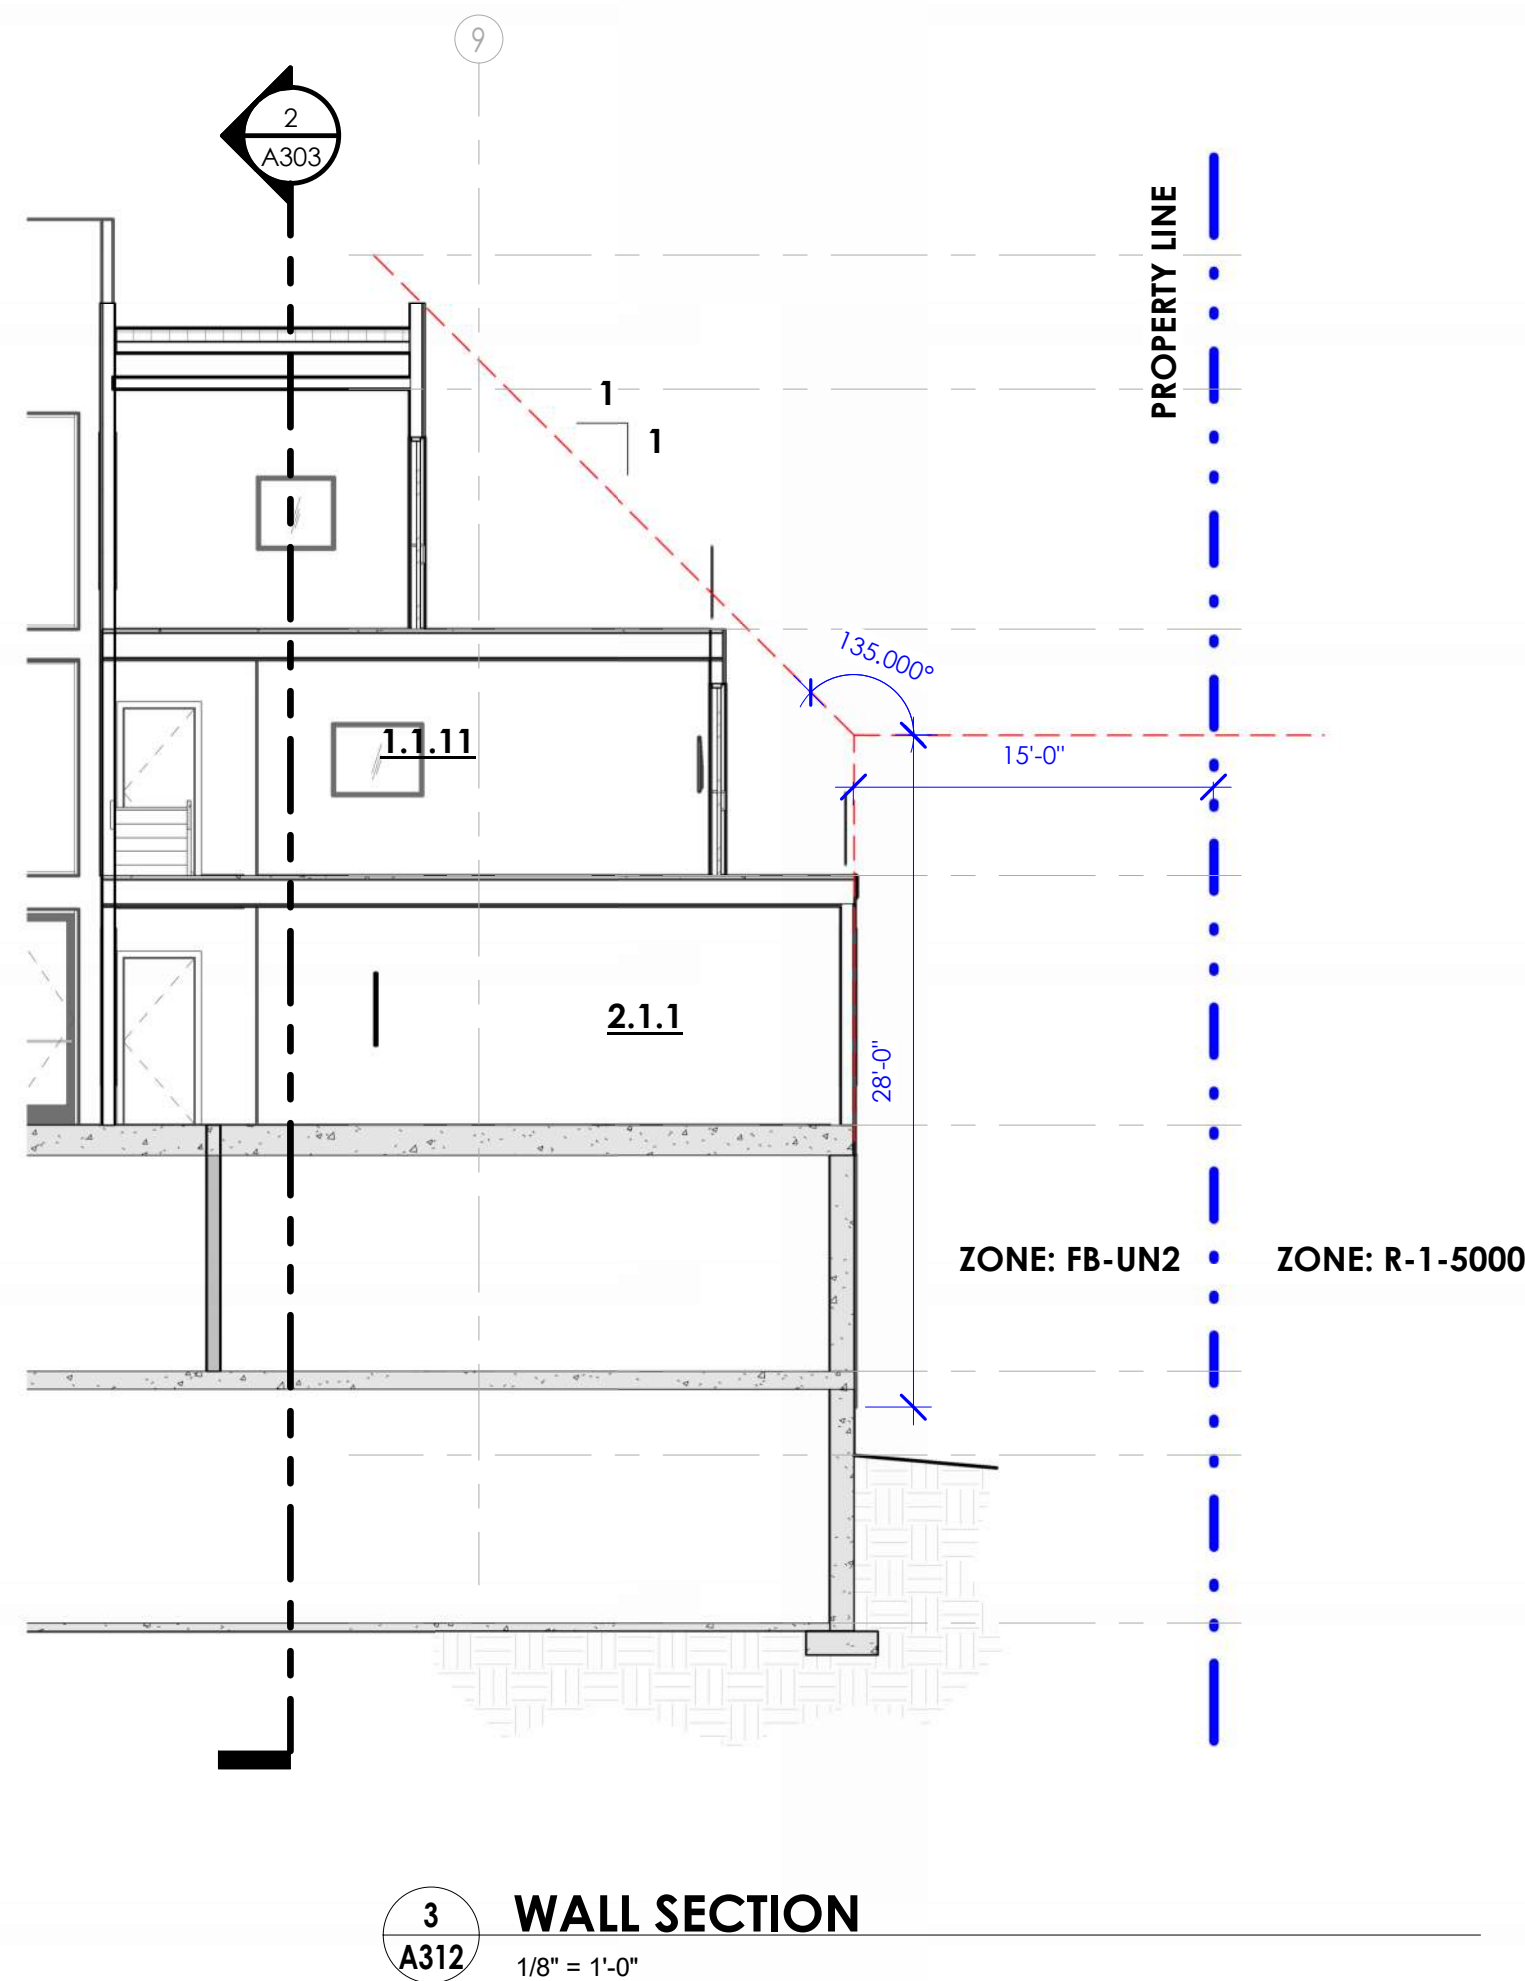 9
2
A303
PROPERTY LINE
1
1
135.000°
1.1.11
15'-0"
2.1.1
28'-0"
ZONE: FB-UN2
ZONE: R-1-5000
3
A312
WALL SECTION
1/8" = 1'-0"